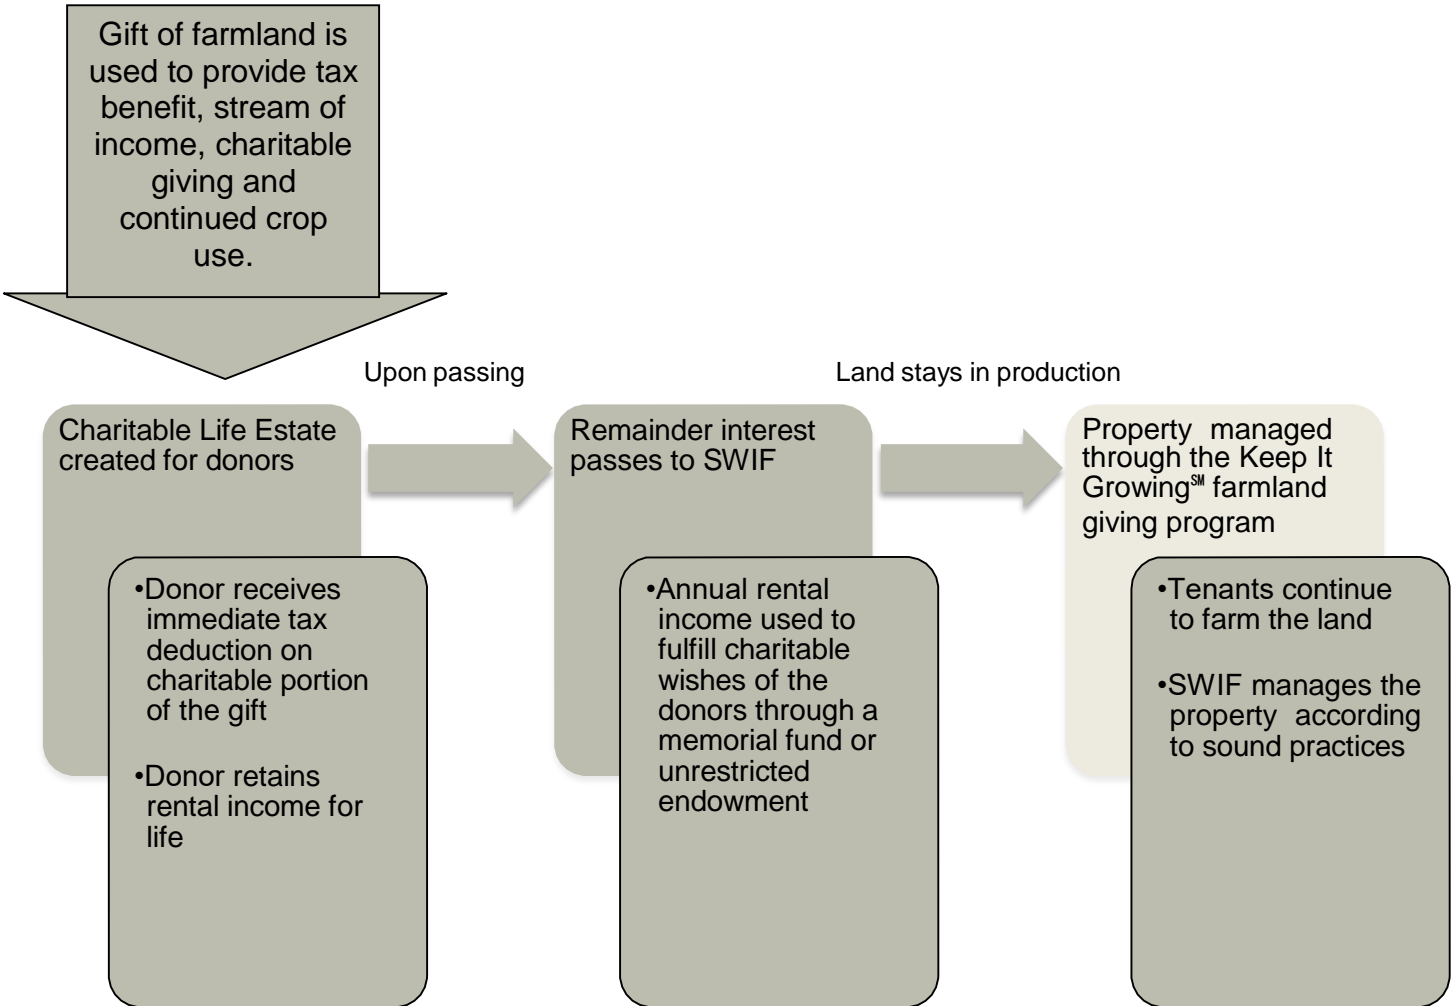 Gift of farmland is
used to provide tax
benefit, stream of
income, charitable
giving and
continued crop
use.
Upon passing
Land stays in production
Charitable Life Estate
created for donors
•Donor receives
immediate tax
deduction on
charitable portion
of the gift
•Donor retains
rental income for
life
Remainder interest
passes to SWIF
•Annual rental
income used to
fulfill charitable
wishes of the
donors through a
memorial fund or
unrestricted
endowment
Property managed
through the Keep It
Growing℠ farmland
giving program
•Tenants continue
to farm the land
•SWIF manages the
property according
to sound practices